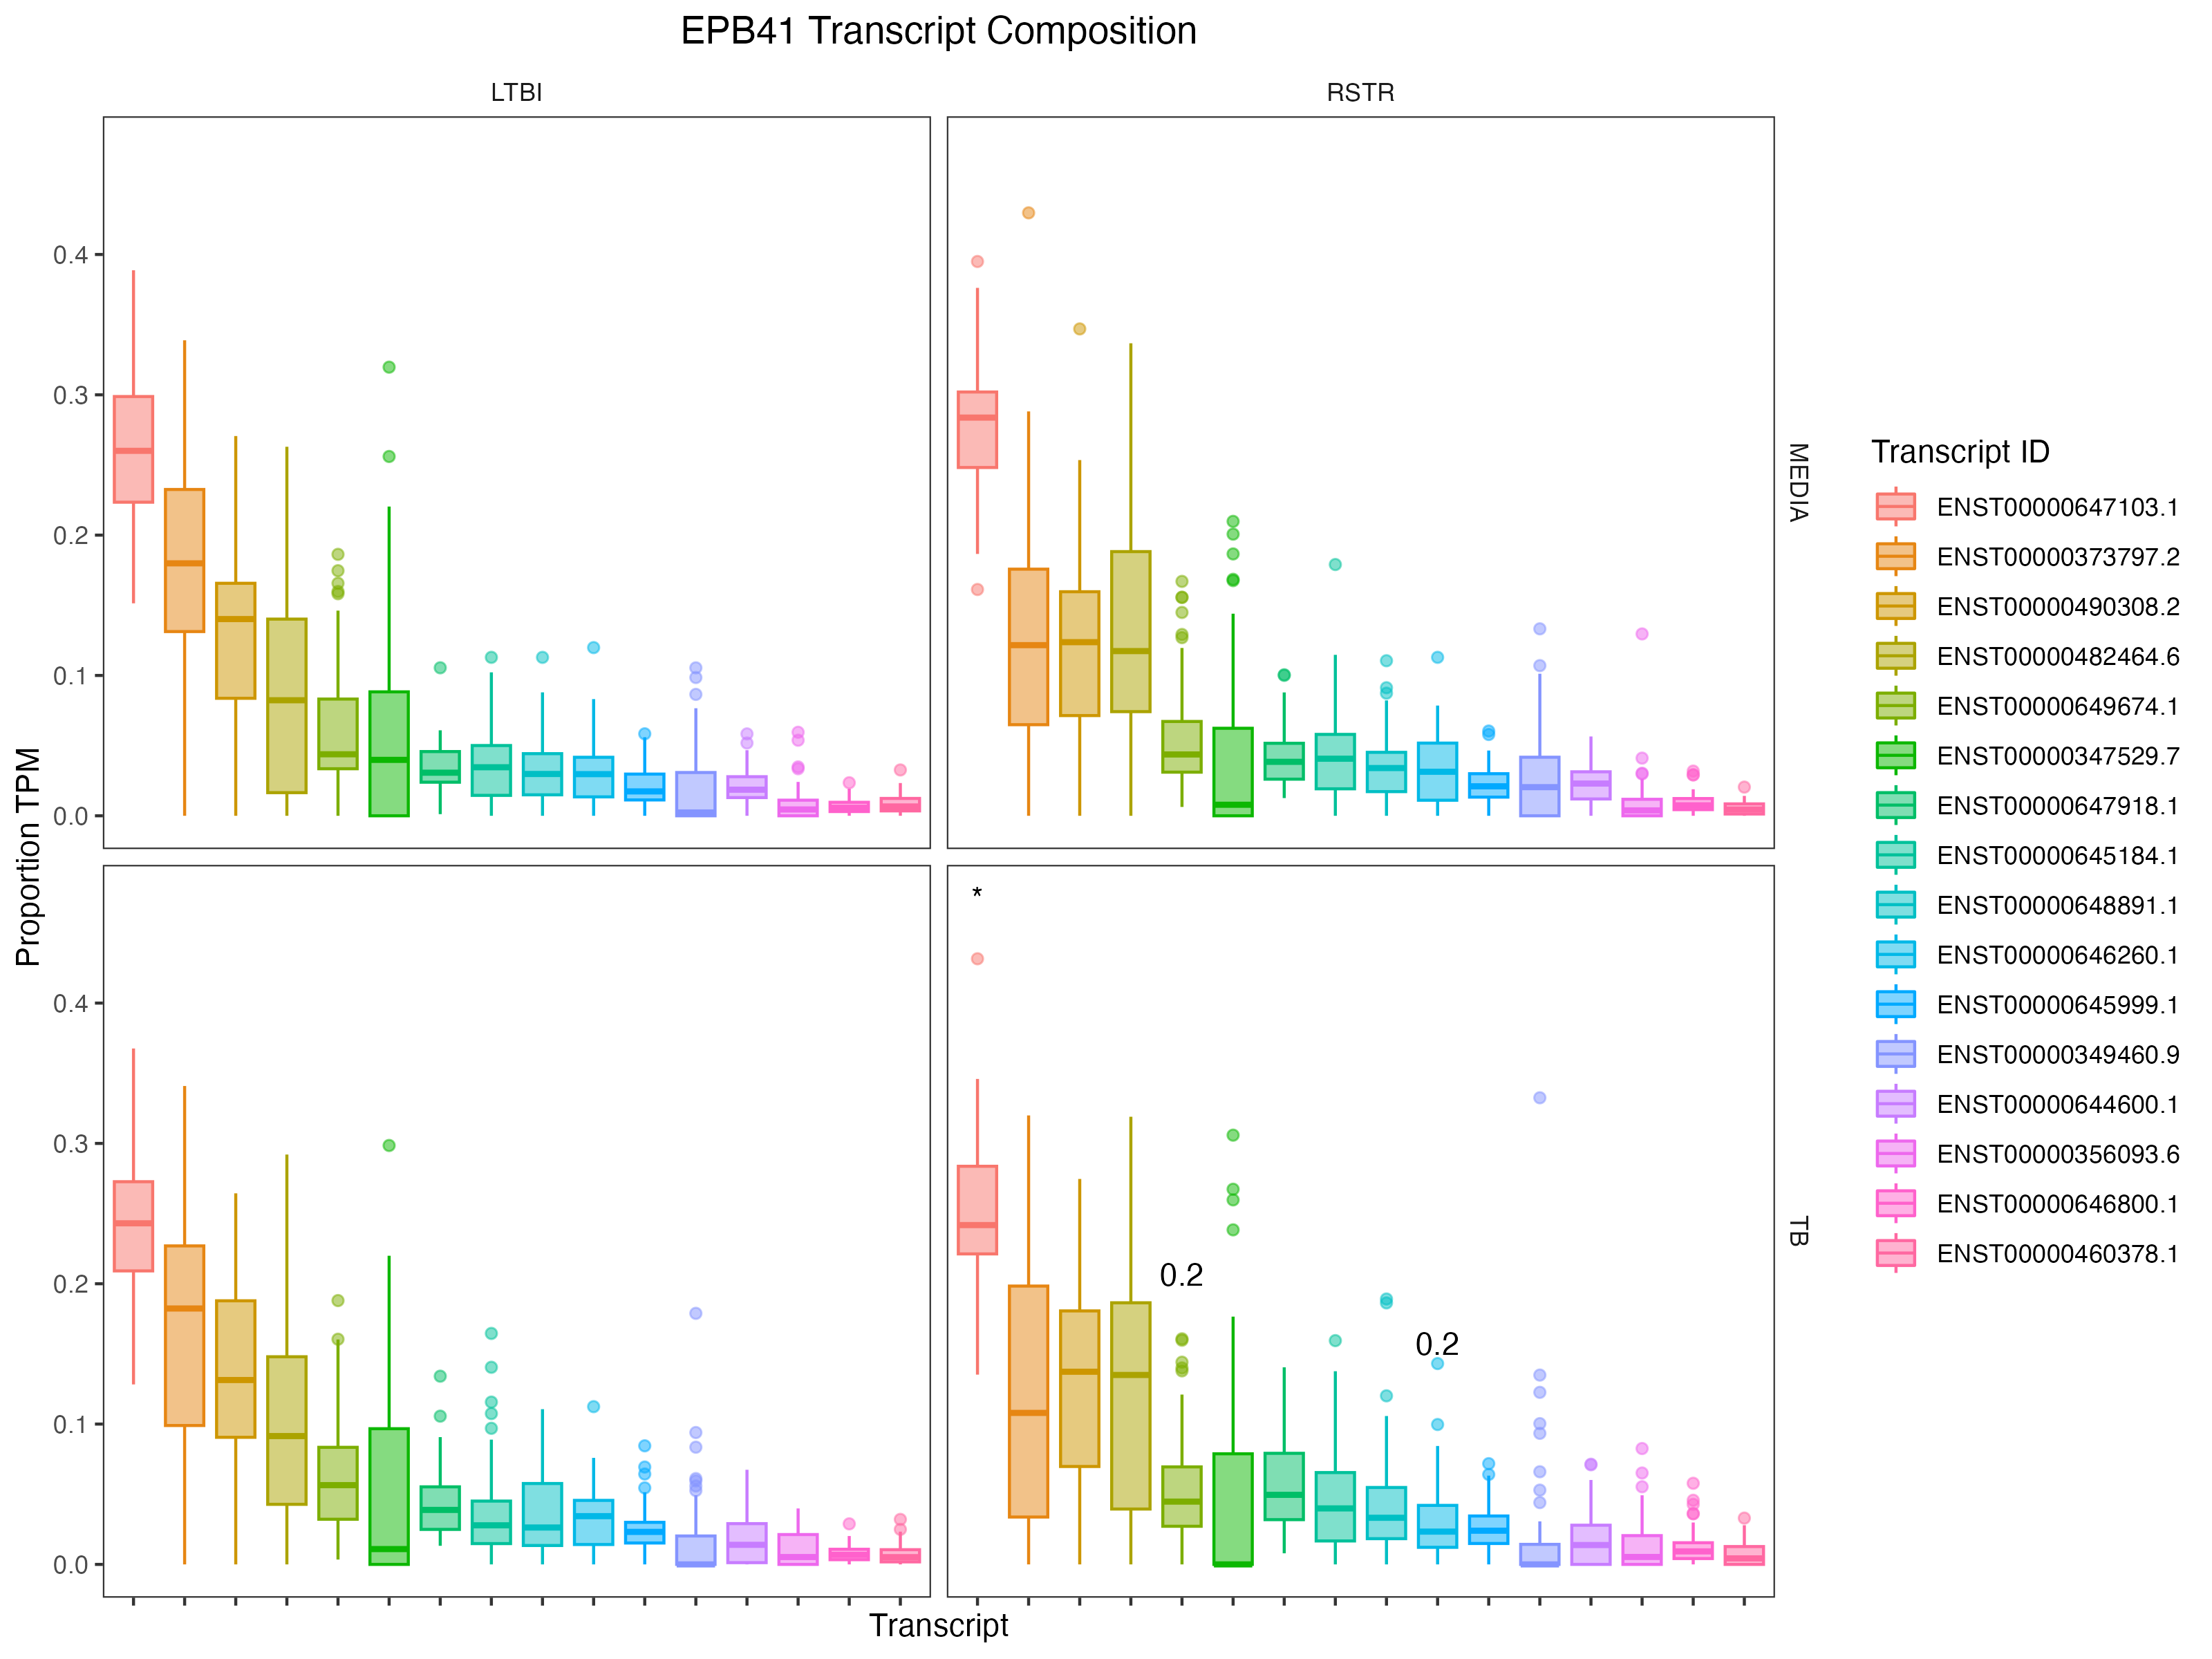 EPB41 Transcript Composition
LTBI
RSTR
MEDIA
TB
Proportion TPM
0.4
0.3
0.2
0.1
0.0
0.4
0.3
0.2
0.1
0.0
*
0.2
0.2
Transcript
Transcript ID
ENST00000647103.1
ENST00000373797.2
ENST00000490308.2
ENST00000482464.6
ENST00000649674.1
ENST00000347529.7
ENST00000647918.1
ENST00000645184.1
ENST00000648891.1
ENST00000646260.1
ENST00000645999.1
ENST00000349460.9
ENST00000644600.1
ENST00000356093.6
ENST00000646800.1
ENST00000460378.1